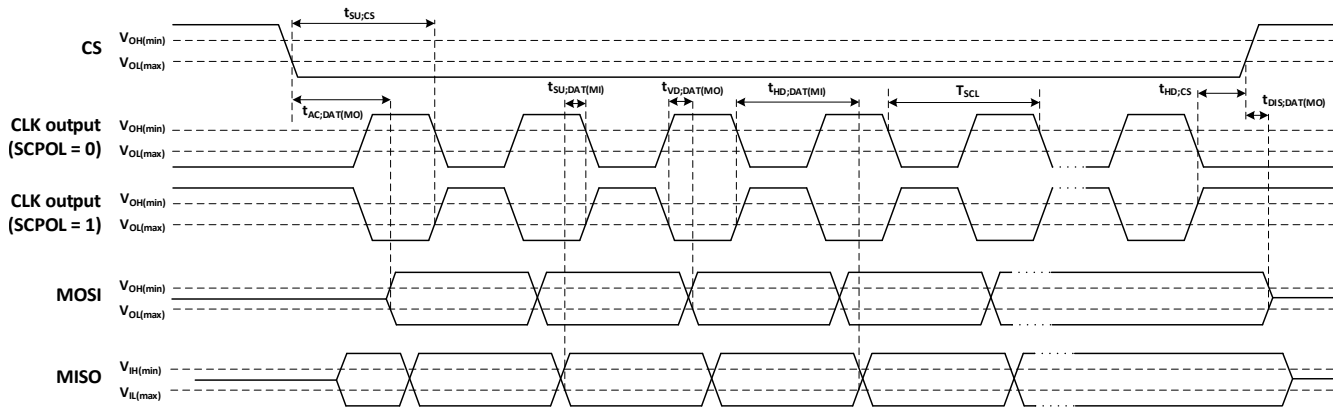 t_SU;CS
CS
V_OH(min)
V_OL(max)
t_AC;DAT(MO)
t_SU;DAT(MI)
t_VD;DAT(MO)
t_HD;DAT(MI)
T_SCL
t_HD;CS
t_DIS;DAT(MO)
CLK output
(SCPOL = 0)
V_OH(min)
V_OL(max)
CLK output
(SCPOL = 1)
V_OH(min)
V_OL(max)
MOSI
V_OH(min)
V_OL(max)
MISO
V_IH(min)
V_IL(max)